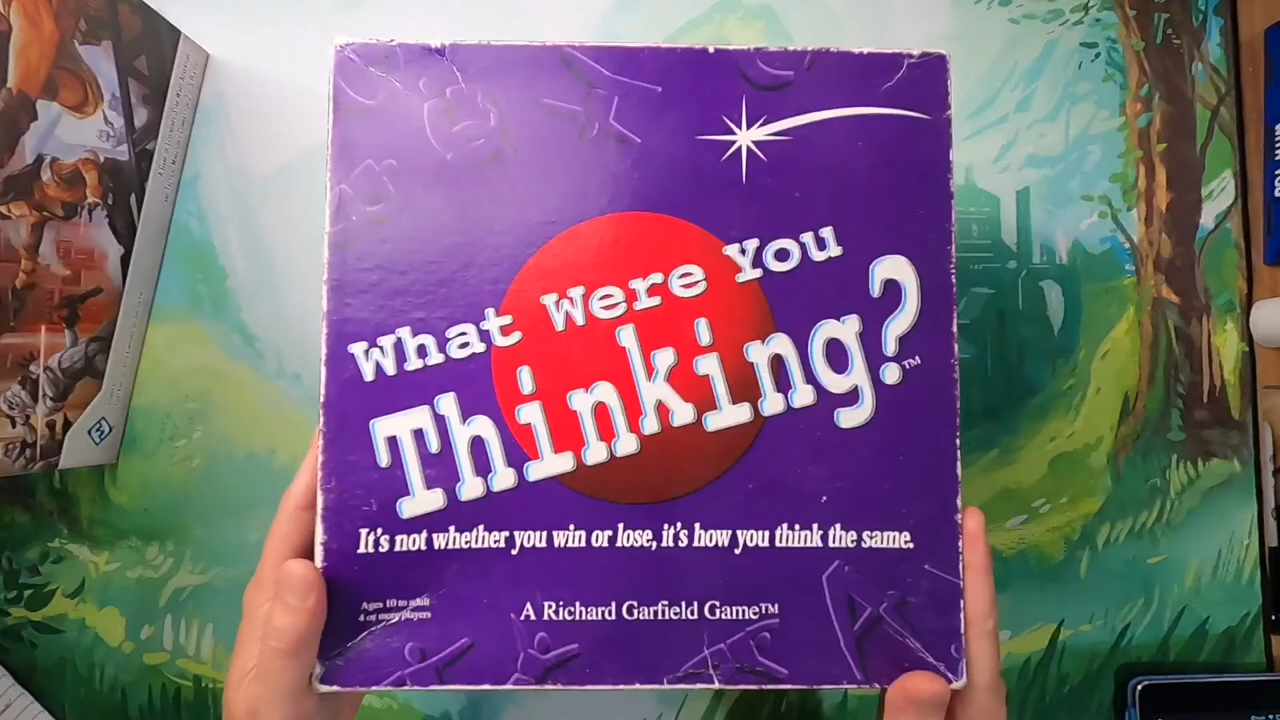 What Were You
Thinking?™
It's not whether you win or lose, it's how you think the same.
Ages 10 to adult
4 or more players
A Richard Garfield Game™